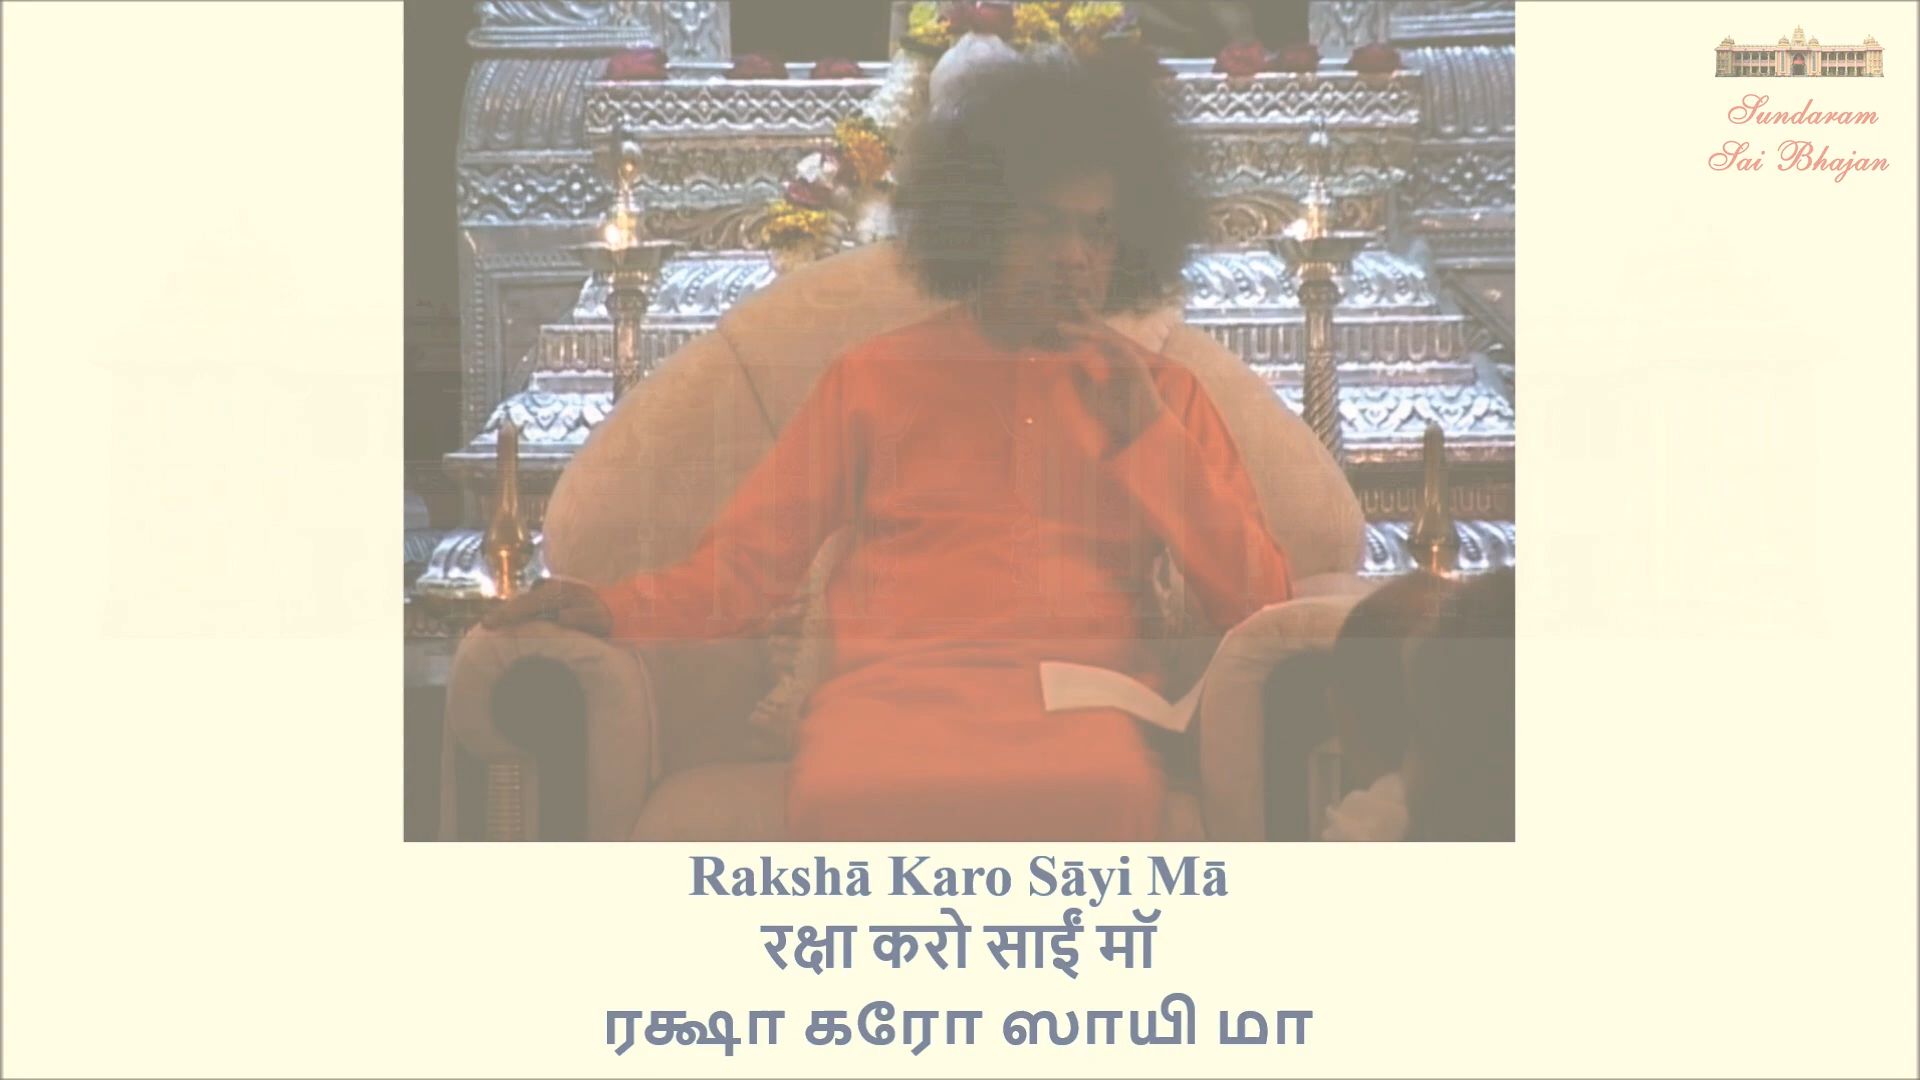 Sundaram
Sai Bhajan
Rakshā Karo Sāyi Mā
रक्षा करो साईं मॉ
ரக்ஷா கரோ ஸாயி மா